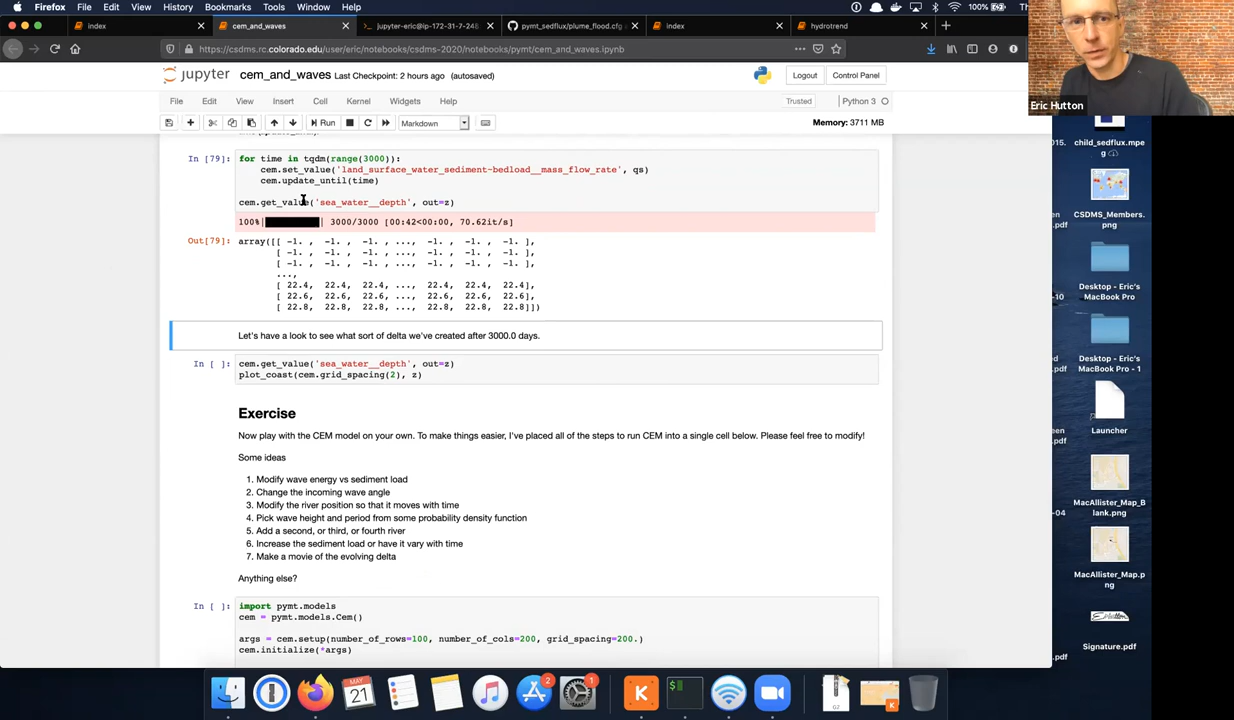 Firefox File Edit View History Bookmarks Tools Window Help 100%
index cem_and_waves jupyter-eric@ip-172-31-7-248 pymt_sedflux/plume_flood.cfg index hydrotrend
https://csdms.rc.colorado.edu/user/eric/notebooks/csdms-2020/notebooks/pymt/cem_and_waves.ipynb
jupyter cem_and_waves Last Checkpoint: 2 hours ago (autosaved) Logout Control Panel
File Edit View Insert Cell Kernel Widgets Help Trusted Python 3
Run Markdown Memory: 3711 MB
In [79]: for time in tqdm(range(3000)):
cem.set_value('land_surface_water_sediment~bedload__mass_flow_rate', qs)
cem.update_until(time)
cem.get_value('sea_water__depth', out=z)
100%| | 3000/3000 [00:42<00:00, 70.62it/s]
Out[79]: array([[ -1. , -1. , -1. , ..., -1. , -1. , -1. ],
[ -1. , -1. , -1. , ..., -1. , -1. , -1. ],
[ -1. , -1. , -1. , ..., -1. , -1. , -1. ],
...,
[ 22.4, 22.4, 22.4, ..., 22.4, 22.4, 22.4],
[ 22.6, 22.6, 22.6, ..., 22.6, 22.6, 22.6],
[ 22.8, 22.8, 22.8, ..., 22.8, 22.8, 22.8]])
Let's have a look to see what sort of delta we've created after 3000.0 days.
In [ ]: cem.get_value('sea_water__depth', out=z)
plot_coast(cem.grid_spacing(2), z)
Exercise
Now play with the CEM model on your own. To make things easier, I've placed all of the steps to run CEM into a single cell below. Please feel free to modify!
Some ideas
1. Modify wave energy vs sediment load
2. Change the incoming wave angle
3. Modify the river position so that it moves with time
4. Pick wave height and period from some probability density function
5. Add a second, or third, or fourth river
6. Increase the sediment load or have it vary with time
7. Make a movie of the evolving delta
Anything else?
In [ ]: import pymt.models
cem = pymt.models.Cem()
args = cem.setup(number_of_rows=100, number_of_cols=200, grid_spacing=200.)
cem.initialize(*args)
Eric Hutton
child_sedflux.mpe
g
CSDMS_Members.
png
Desktop - Eric's
MacBook Pro
Desktop - Eric's
MacBook Pro - 1
Launcher
MacAllister_Map_B
lank.png
MacAllister_Map.p
ng
Signature.pdf
MAY
21
2
1